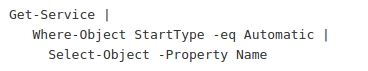 Get-Service |
   Where-Object StartType -eq Automatic |
     Select-Object -Property Name